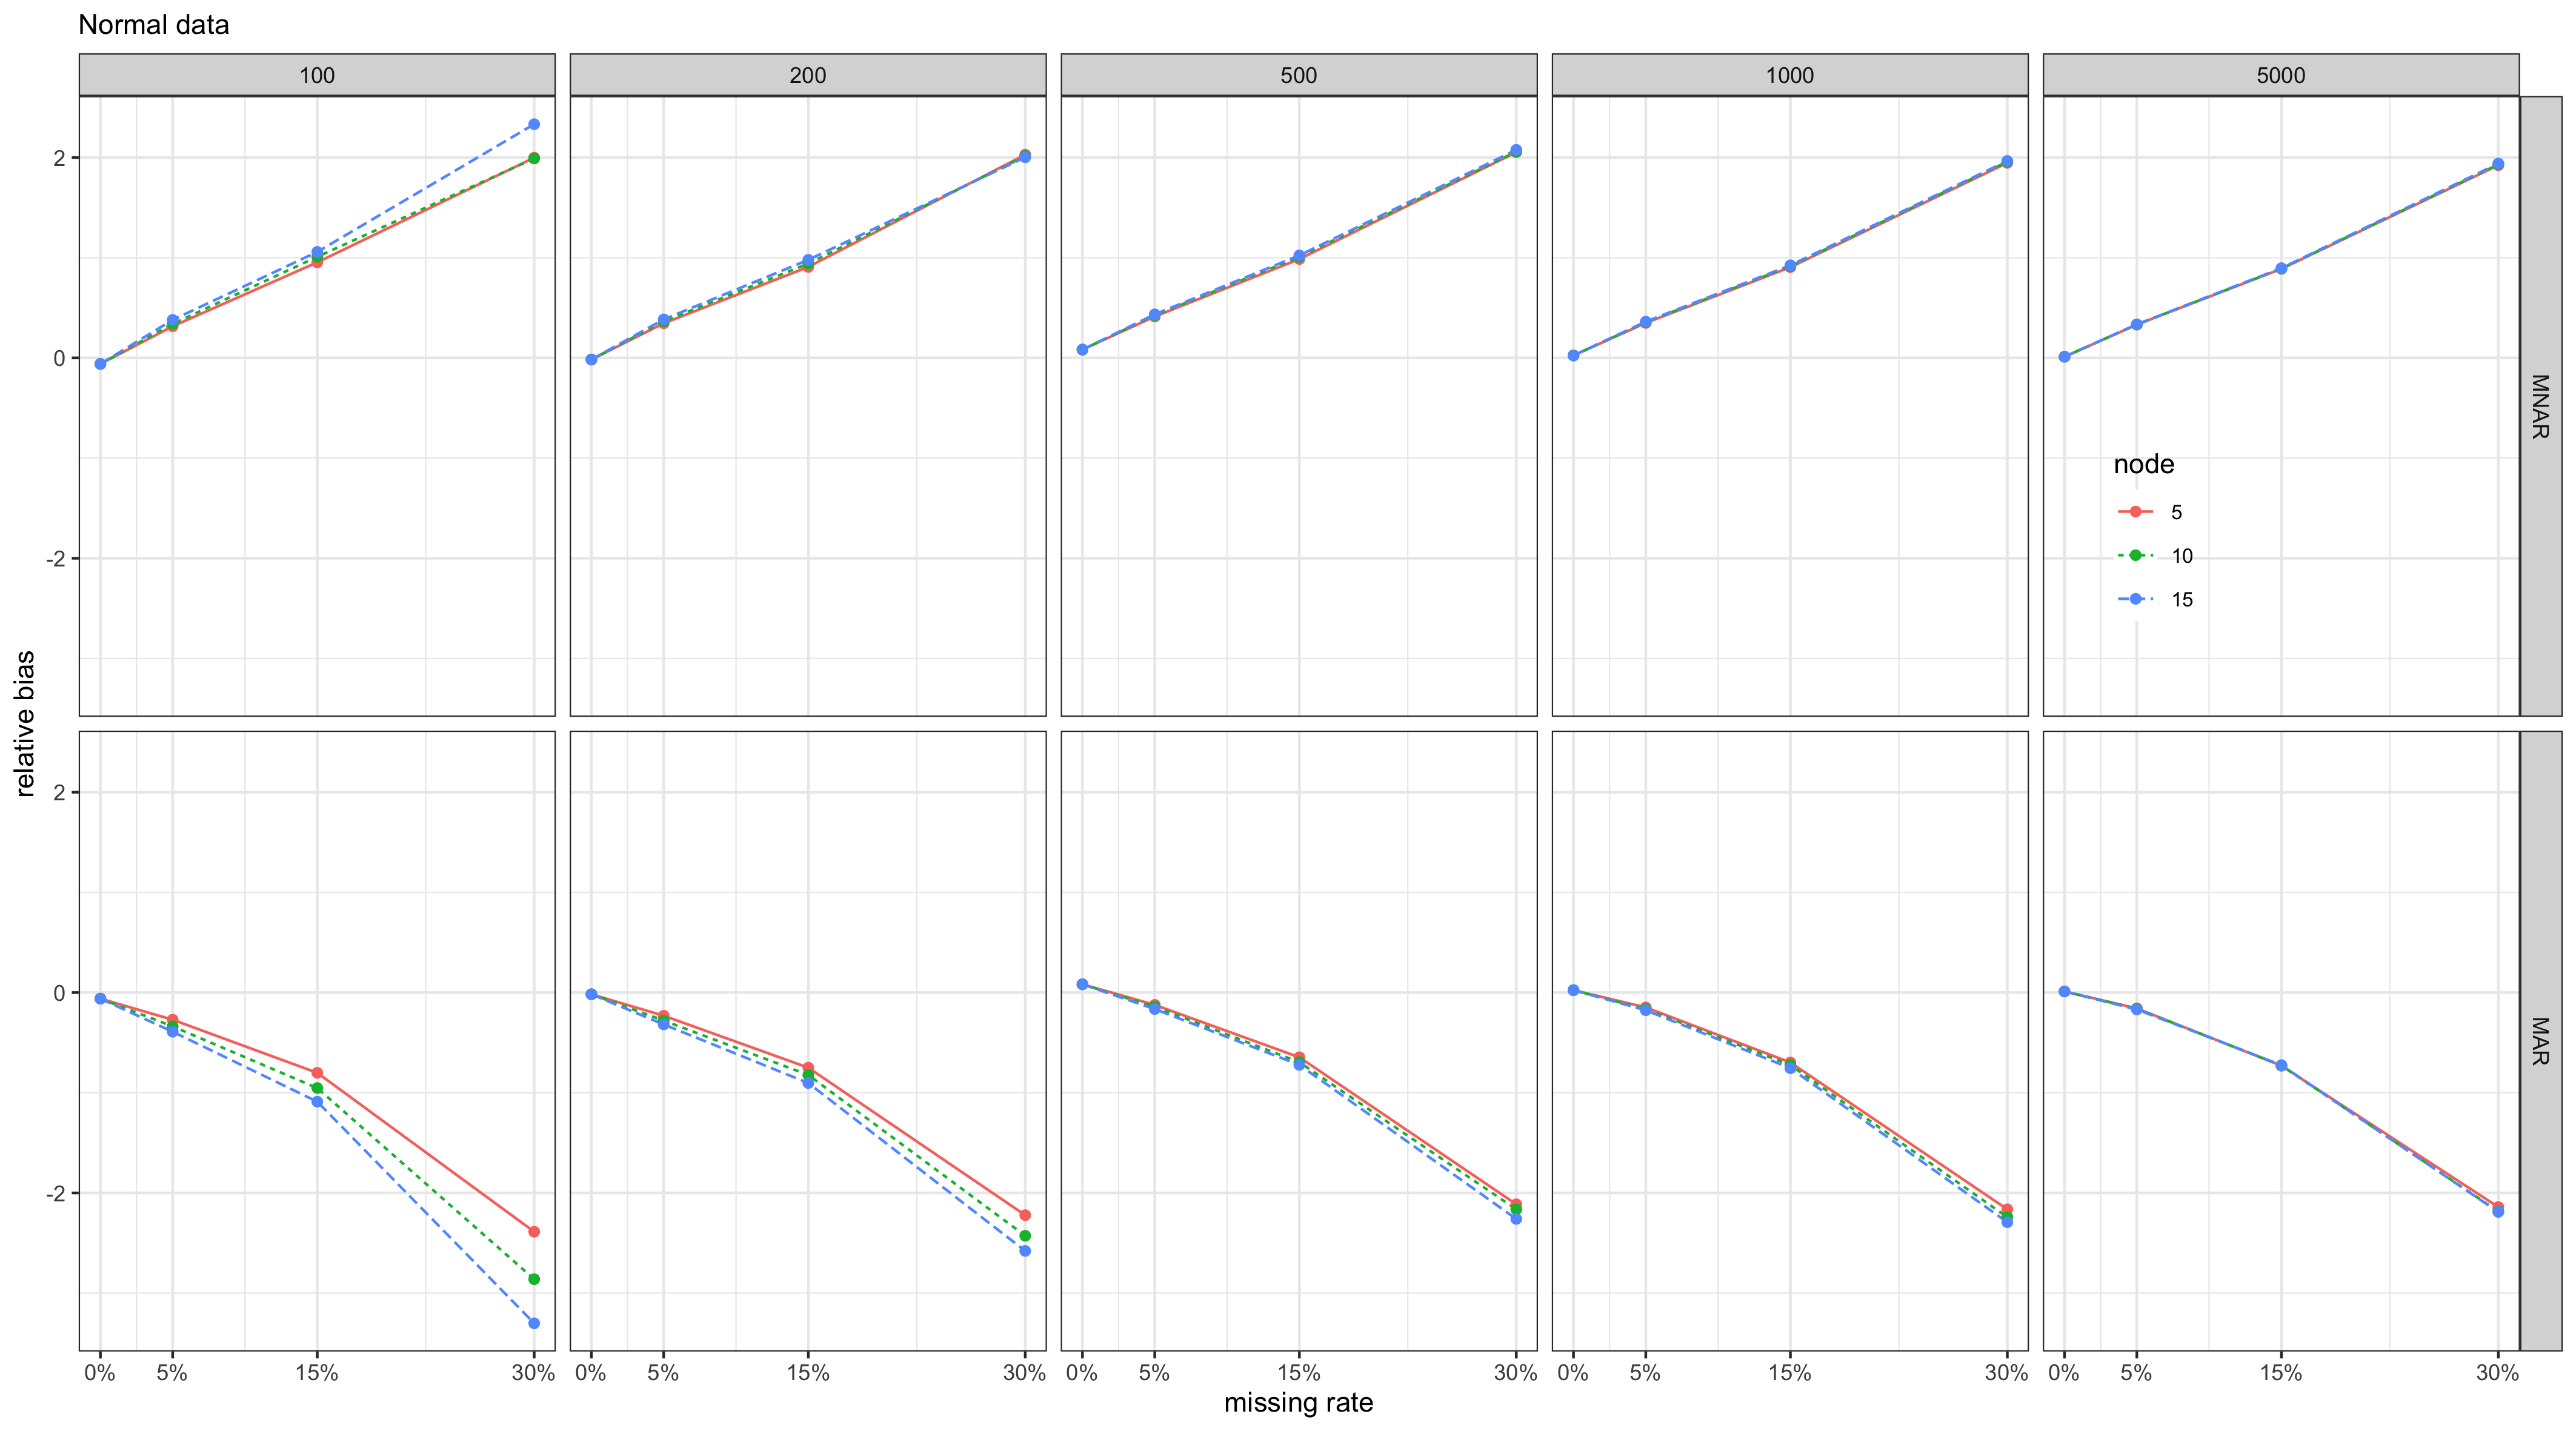 Normal data
100 200 500 1000 5000
2
0
-2
MNAR
node
5
10
15
relative bias
2
0
-2
MAR
0% 5% 15% 30% 0% 5% 15% 30% 0% 5% 15% 30% 0% 5% 15% 30% 0% 5% 15% 30%
missing rate